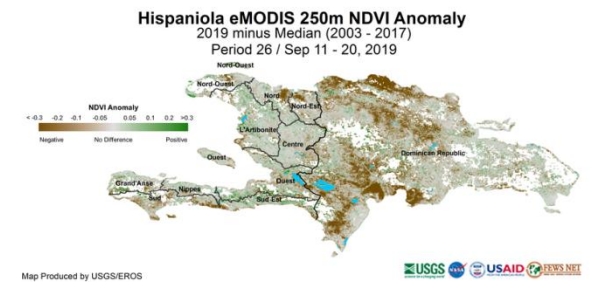 Hispaniola eMODIS 250m NDVI Anomaly
2019 minus Median (2003 - 2017)
Period 26 / Sep 11 - 20, 2019
Nord-Ouest
Nord-Ouest
Nord
Nord-Est
NDVI Anomaly
< -0.3 -0.2 -0.1 -0.05 0.05 0.1 0.2 >0.3
Negative No Difference Positive
L'Artibonite
Centre
Dominican Republic
Ouest
Ouest
Grand'Anse
Nippes
Sud
Sud-Est
Map Produced by USGS/EROS
USGS
NASA
USAID
FEWS NET